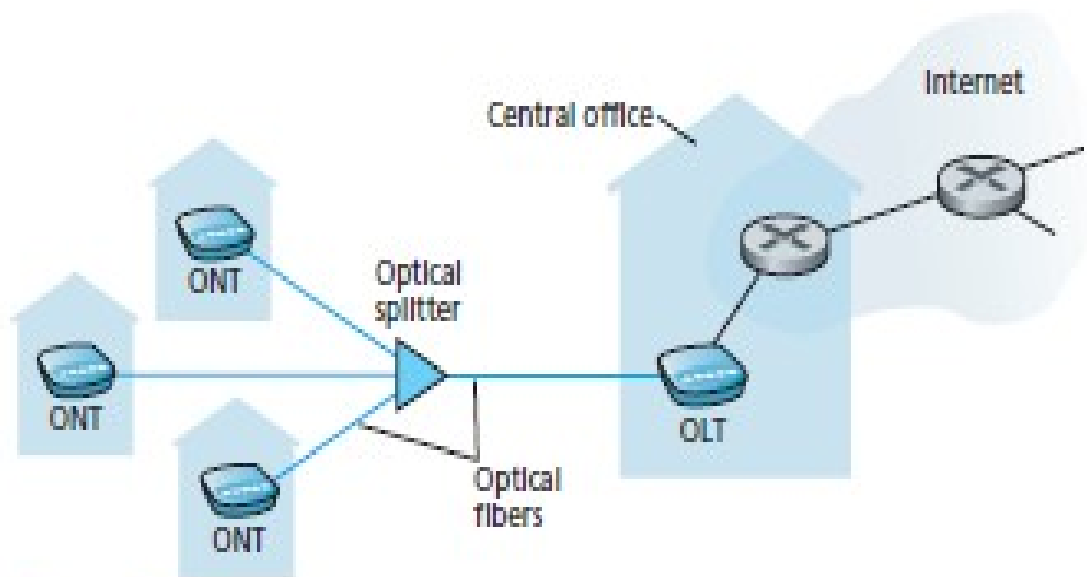 Internet
Central office
ONT
Optical
splitter
ONT
OLT
Optical
fibers
ONT